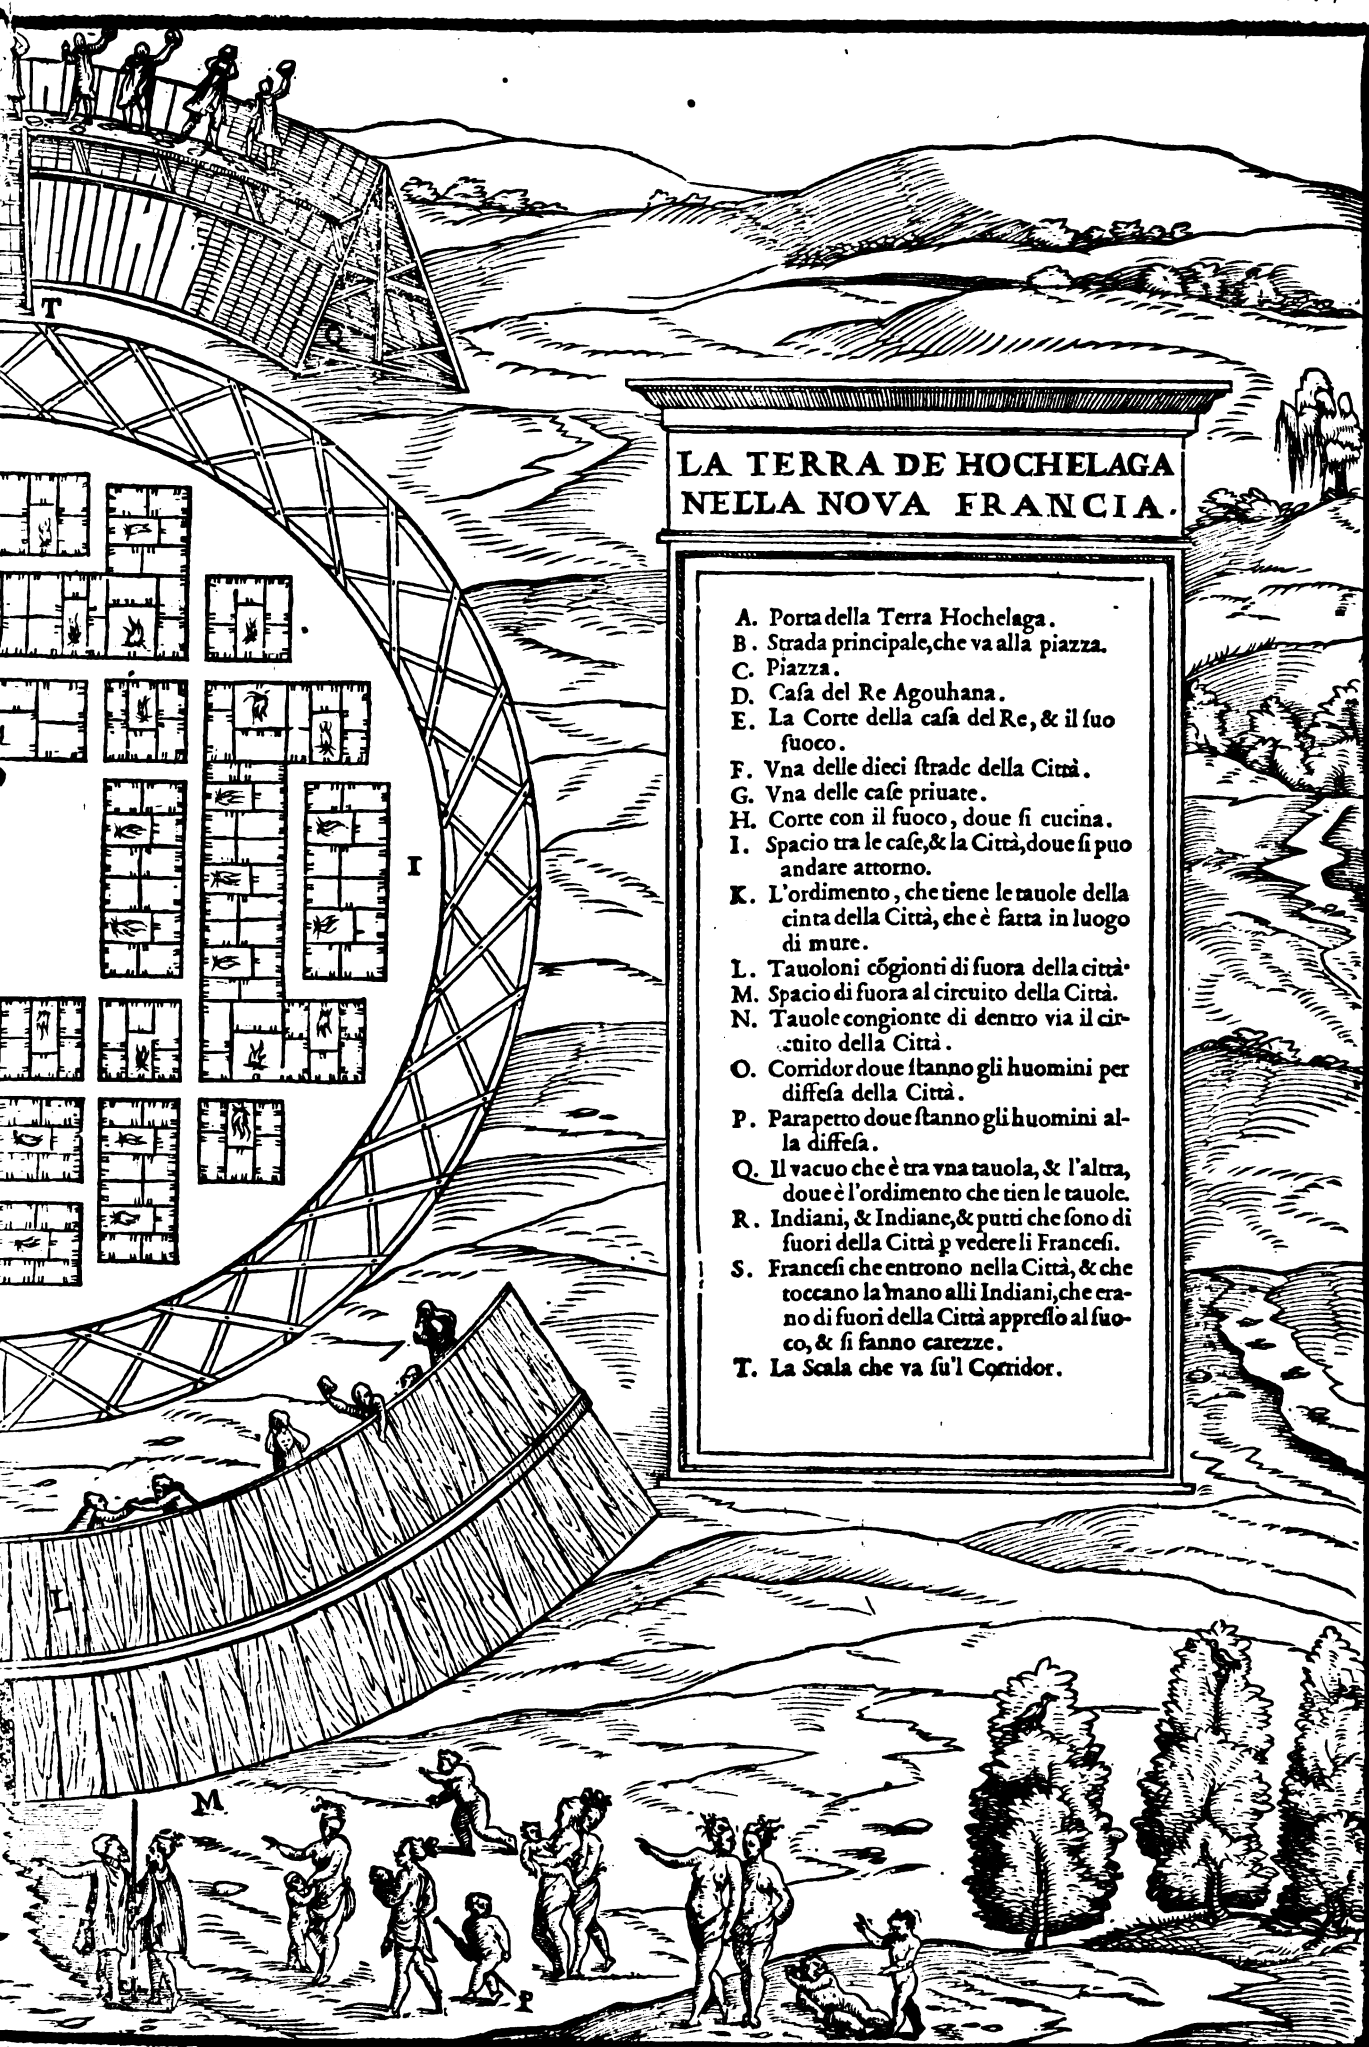 LA TERRA DE HOCHELAGA
NELLA NOVA FRANCIA.
A. Porta della Terra Hochelaga.
B. Strada principale, che va alla piazza.
C. Piazza.
D. Caſa del Re Agouhana.
E. La Corte della caſa del Re, & il ſuo
fuoco.
F. Vna delle dieci ſtrade della Città.
G. Vna delle caſe priuate.
H. Corte con il fuoco, doue ſi cucina.
I. Spacio tra le caſe, & la Città, doue ſi puo
andare attorno.
K. L'ordimento, che tiene le tauole della
cinta della Città, che è fatta in luogo
di mure.
L. Tauoloni cõgionti di fuora della città.
M. Spacio di fuora al circuito della Città.
N. Tauole congionte di dentro via il cir-
cuito della Città.
O. Corridor doue ſtanno gli huomini per
diffeſa della Città.
P. Parapetto doue ſtanno gli huomini al-
la diffeſa.
Q. Il vacuo che è tra vna tauola, & l'altra,
doue è l'ordimento che tien le tauole.
R. Indiani, & Indiane, & putti che ſono di
fuori della Città ꝑ vedere li Franceſi.
S. Franceſi che entrono nella Città, & che
toccano la mano alli Indiani, che era-
no di fuori della Città appreſſo al fuo-
co, & ſi fanno carezze.
T. La Scala che va ſu'l Corridor.
T
Q
I
L
M